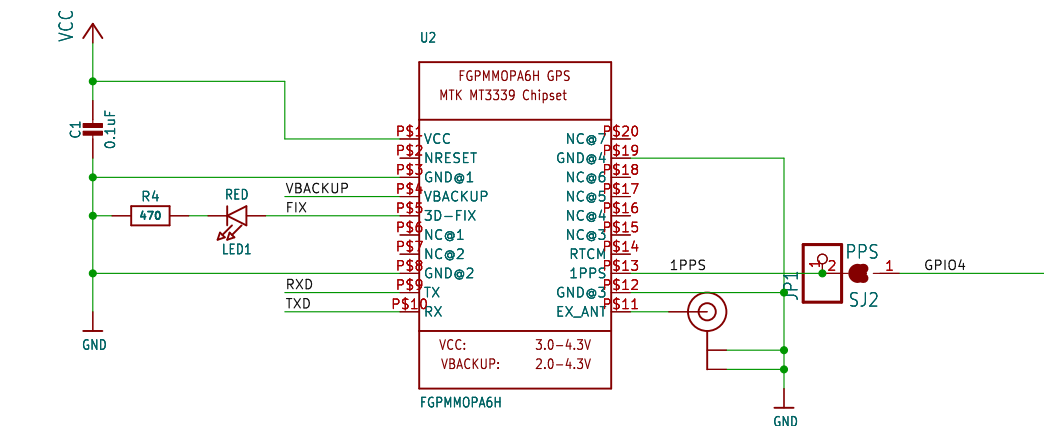 VCC
U2
FGPMMOPA6H GPS
MTK MT3339 Chipset
C1
0.1uF
P$1 VCC
P$2 NRESET
P$3 GND@1
VBACKUP P$4 VBACKUP
R4
470
RED
LED1
FIX P$5 3D-FIX
P$6 NC@1
P$7 NC@2
P$8 GND@2
RXD P$9 TX
TXD P$10 RX
GND
NC@7 P$20
GND@4 P$19
NC@6 P$18
NC@5 P$17
NC@4 P$16
NC@3 P$15
RTCM P$14
1PPS P$13 1PPS
GND@3 P$12
EX_ANT P$11
JP1
1
PPS
2
1
SJ2
GPIO4
VCC: 3.0-4.3V
VBACKUP: 2.0-4.3V
FGPMMOPA6H
GND